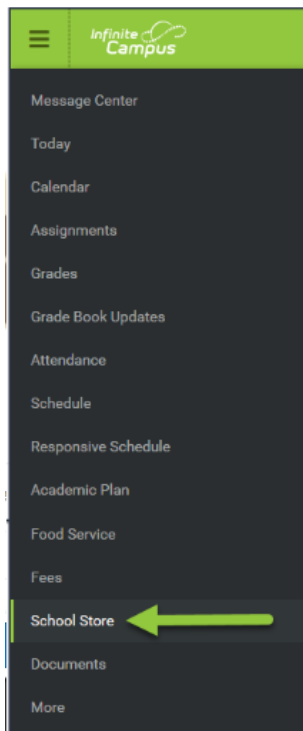 Infinite
Campus
Message Center
Today
Calendar
Assignments
Grades
Grade Book Updates
Attendance
Schedule
Responsive Schedule
Academic Plan
Food Service
Fees
School Store
Documents
More